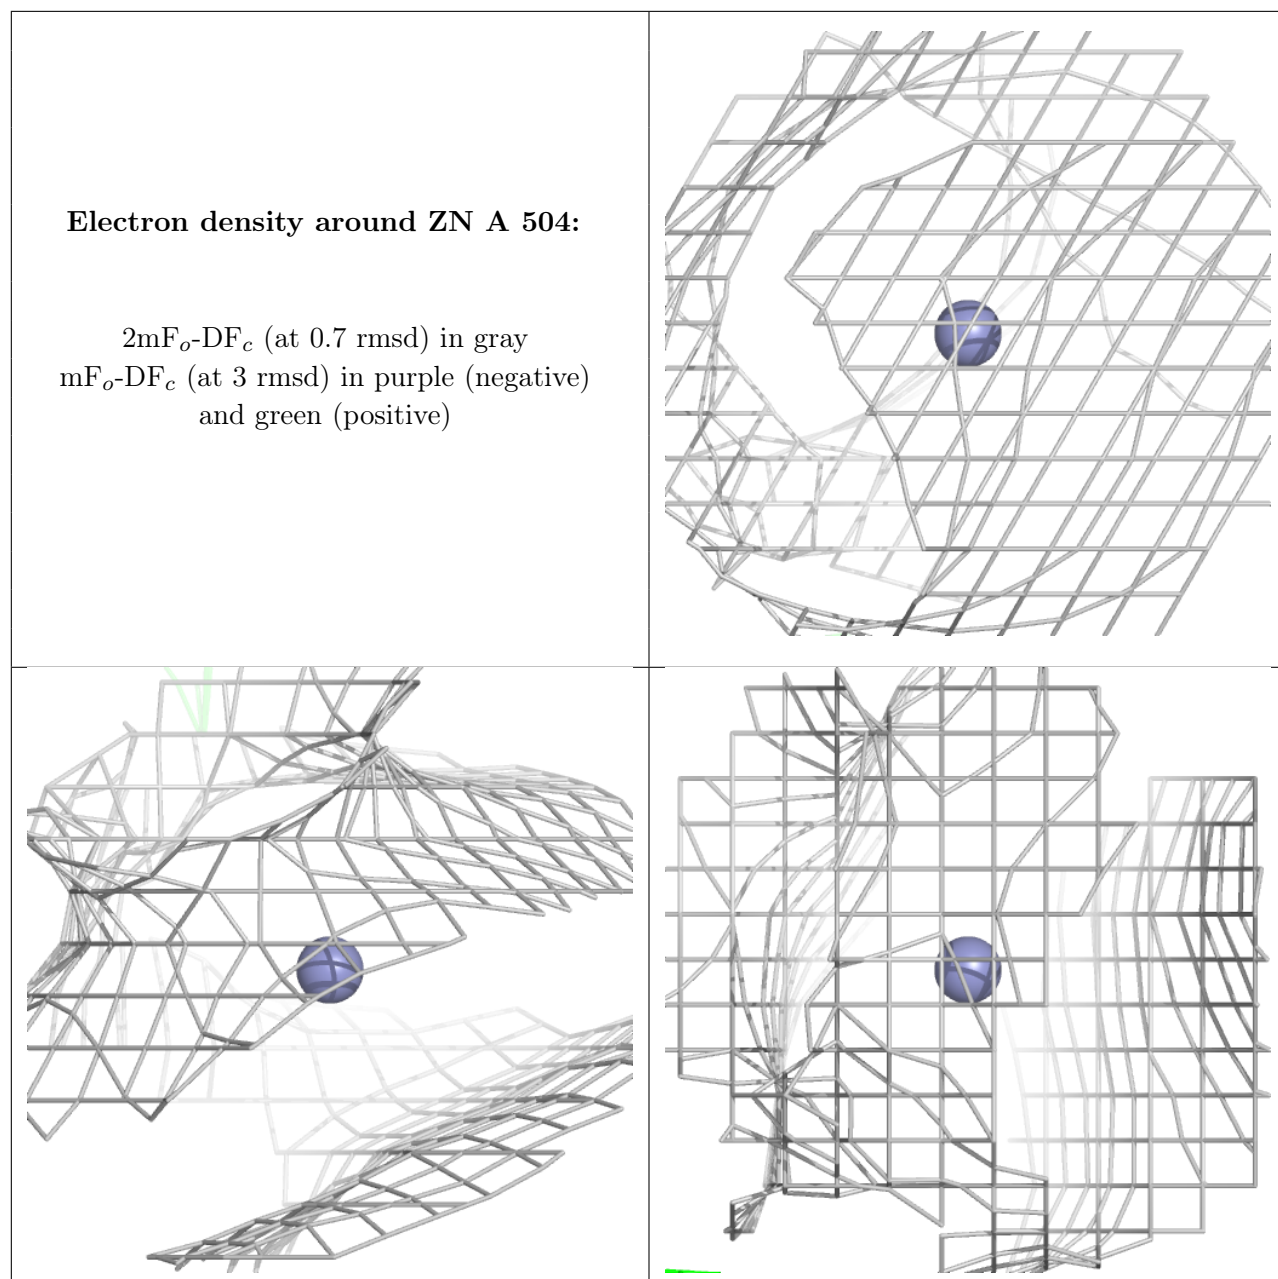 Electron density around ZN A 504:
2mFo-DFc (at 0.7 rmsd) in gray
mFo-DFc (at 3 rmsd) in purple (negative)
and green (positive)